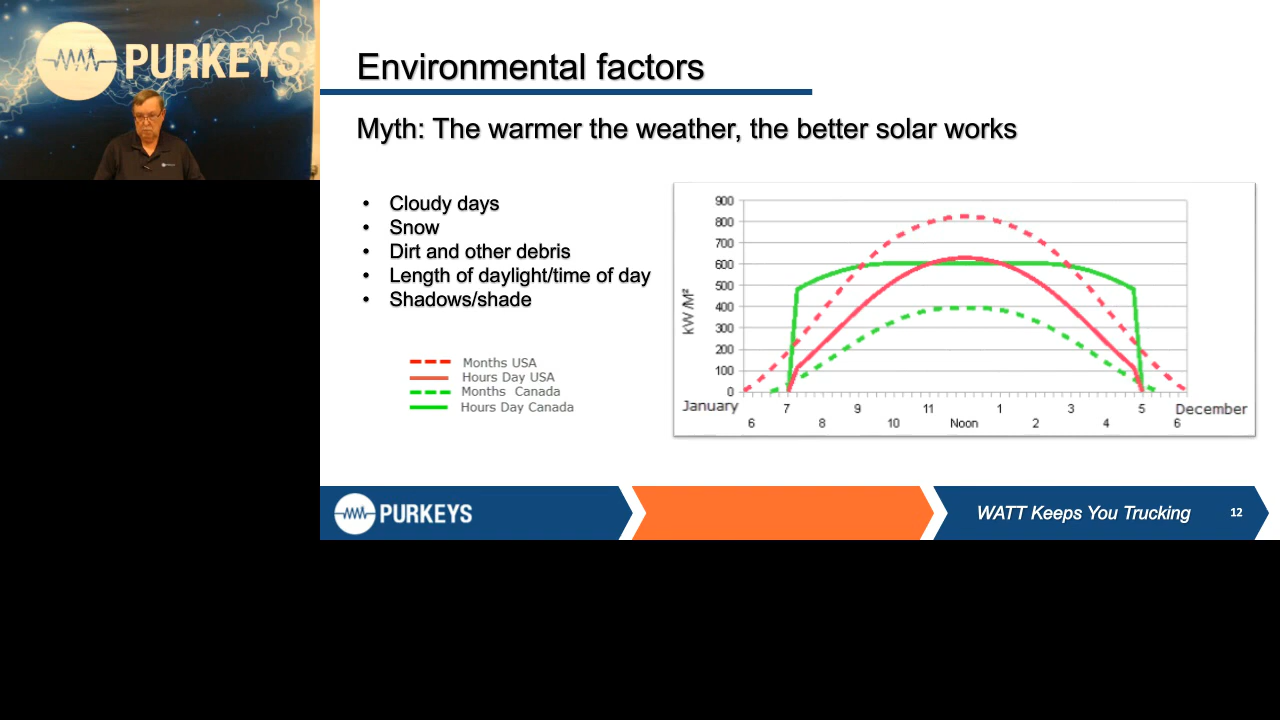 PURKEYS
Environmental factors
Myth: The warmer the weather, the better solar works
• Cloudy days
• Snow
• Dirt and other debris
• Length of daylight/time of day
• Shadows/shade
Months USA
Hours Day USA
Months Canada
Hours Day Canada
900
800
700
600
500
400
300
200
100
0
KW/M²
January 7 9 11 1 3 5 December
6 8 10 Noon 2 4 6
PURKEYS
WATT Keeps You Trucking 12